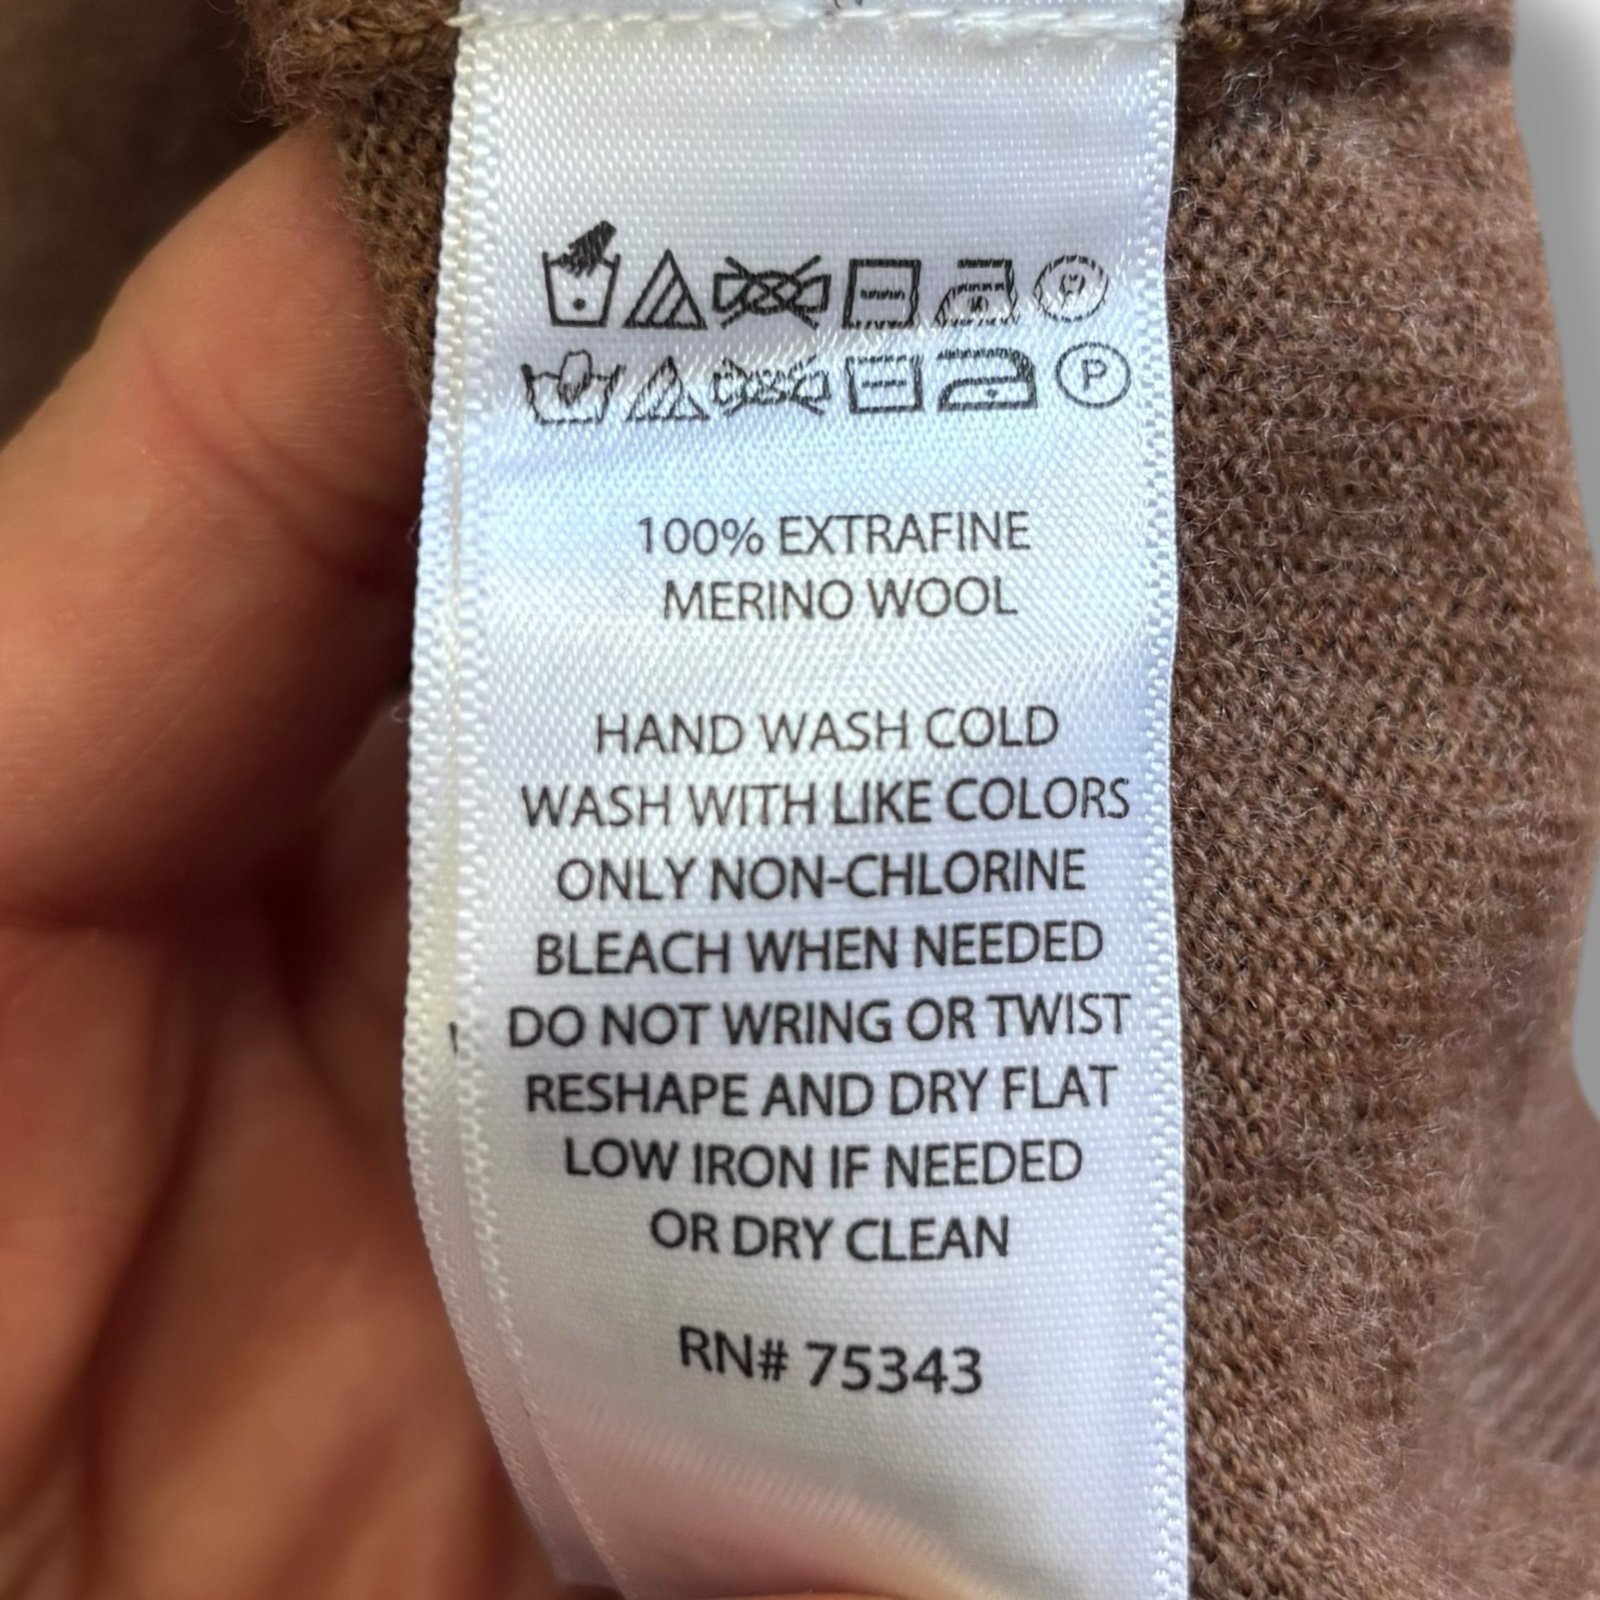 P
100% EXTRAFINE
MERINO WOOL
HAND WASH COLD
WASH WITH LIKE COLORS
ONLY NON-CHLORINE
BLEACH WHEN NEEDED
DO NOT WRING OR TWIST
RESHAPE AND DRY FLAT
LOW IRON IF NEEDED
OR DRY CLEAN
RN# 75343